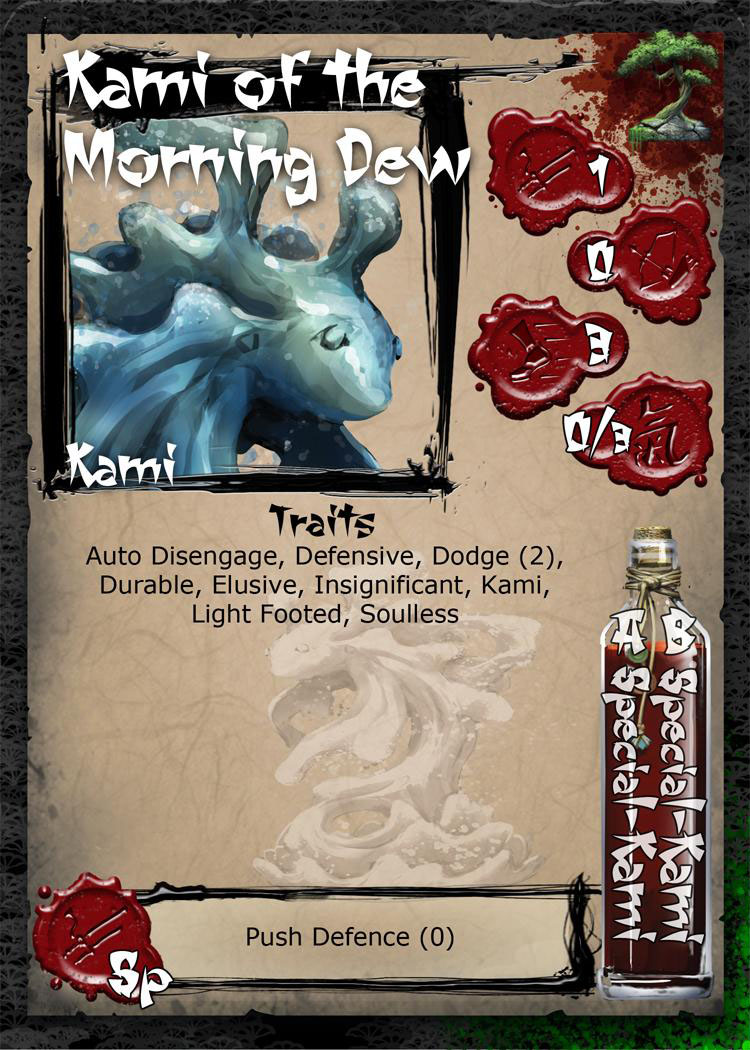 Kami of the
Morning Dew
1
0
3
0/3
氣
Kami
Traits
Auto Disengage, Defensive, Dodge (2),
Durable, Elusive, Insignificant, Kami,
Light Footed, Soulless
A Special-Kami
B Special-Kami
Sp
Push Defence (0)